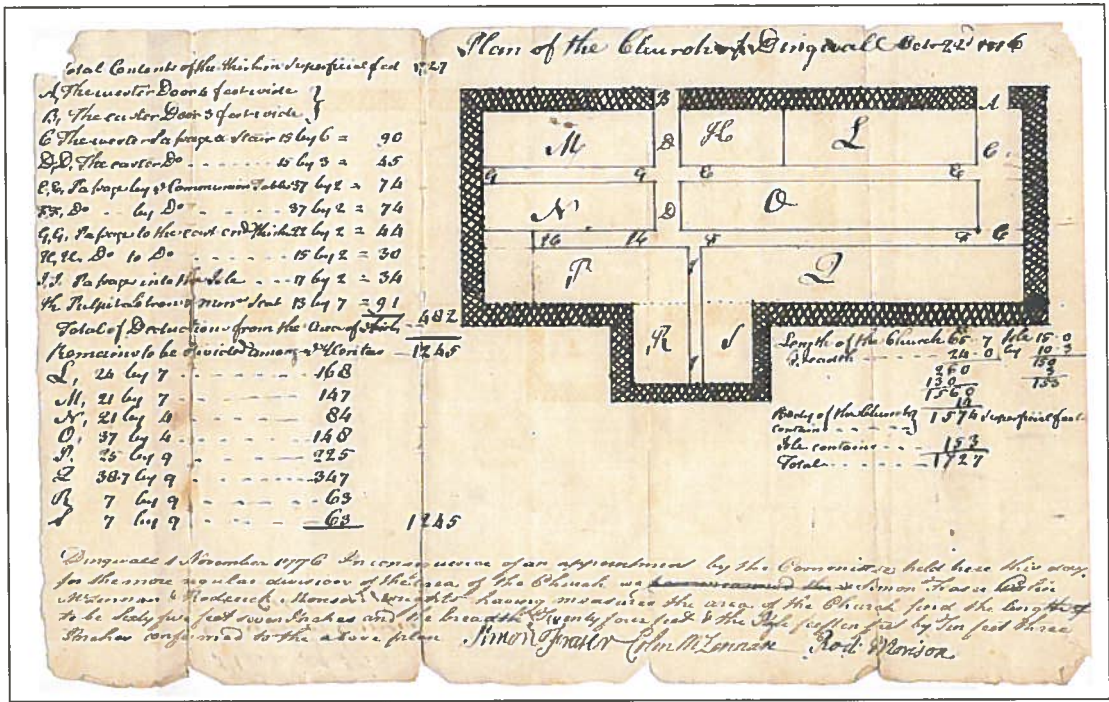 Plan of the Church of Dingwall Octr 22d 1776
Total Contents of the within superficial feet 1727
A, The wester Door 4 feet wide
B, The easter Door 3 feet wide
C The wester Passage & Stair 15 by 6 = 90
D,D, The easter Do 15 by 3 = 45
E,E, Passage by ye Communion Table 37 by 2 = 74
F.F, Do by Do 37 by 2 = 74
G,G, Passage to the east end 22 by 2 = 44
H, H, Do to Do 15 by 2 = 30
I.I. Passage into the Isle 17 by 2 = 34
K Pulpit & Seat 13 by 7 = 91
482
Total of Deduction from the Area of
Remains to be divided among ye Heritors 1245
L, 24 by 7 168
M, 21 by 7 147
N, 21 by 4 84
O, 37 by 4 148
P. 25 by 9 225
Q 38.7 by 9 347
R 7 by 9 63
S 7 by 9 63 1245
B A
M D K L C
G G E E
N D O
H H F F C
P I Q
R S
I
Length of the Church 65 . 7 Isle 15 . 0
Breadth 24 . 0 by 10 . 3
260 150
130 3
1560 153
14
Body of the Church contains 1574 superficial feet
Isle contains 153
Total 1727
Dingwall 1 November 1776 In consequence of an appointment by the Committee held here this day
for the more regular division of the area of the Church we Simon Fraser Colin
McLennan & Roderick Morison wrights having measured the area of the Church find the length of
to be Sixty five feet seven Inches and the breadth Twenty four feet & the Isle fifteen feet by Ten feet three
Inches conformed to the above plan Simon Fraser Colin McLennan Rod: Morison